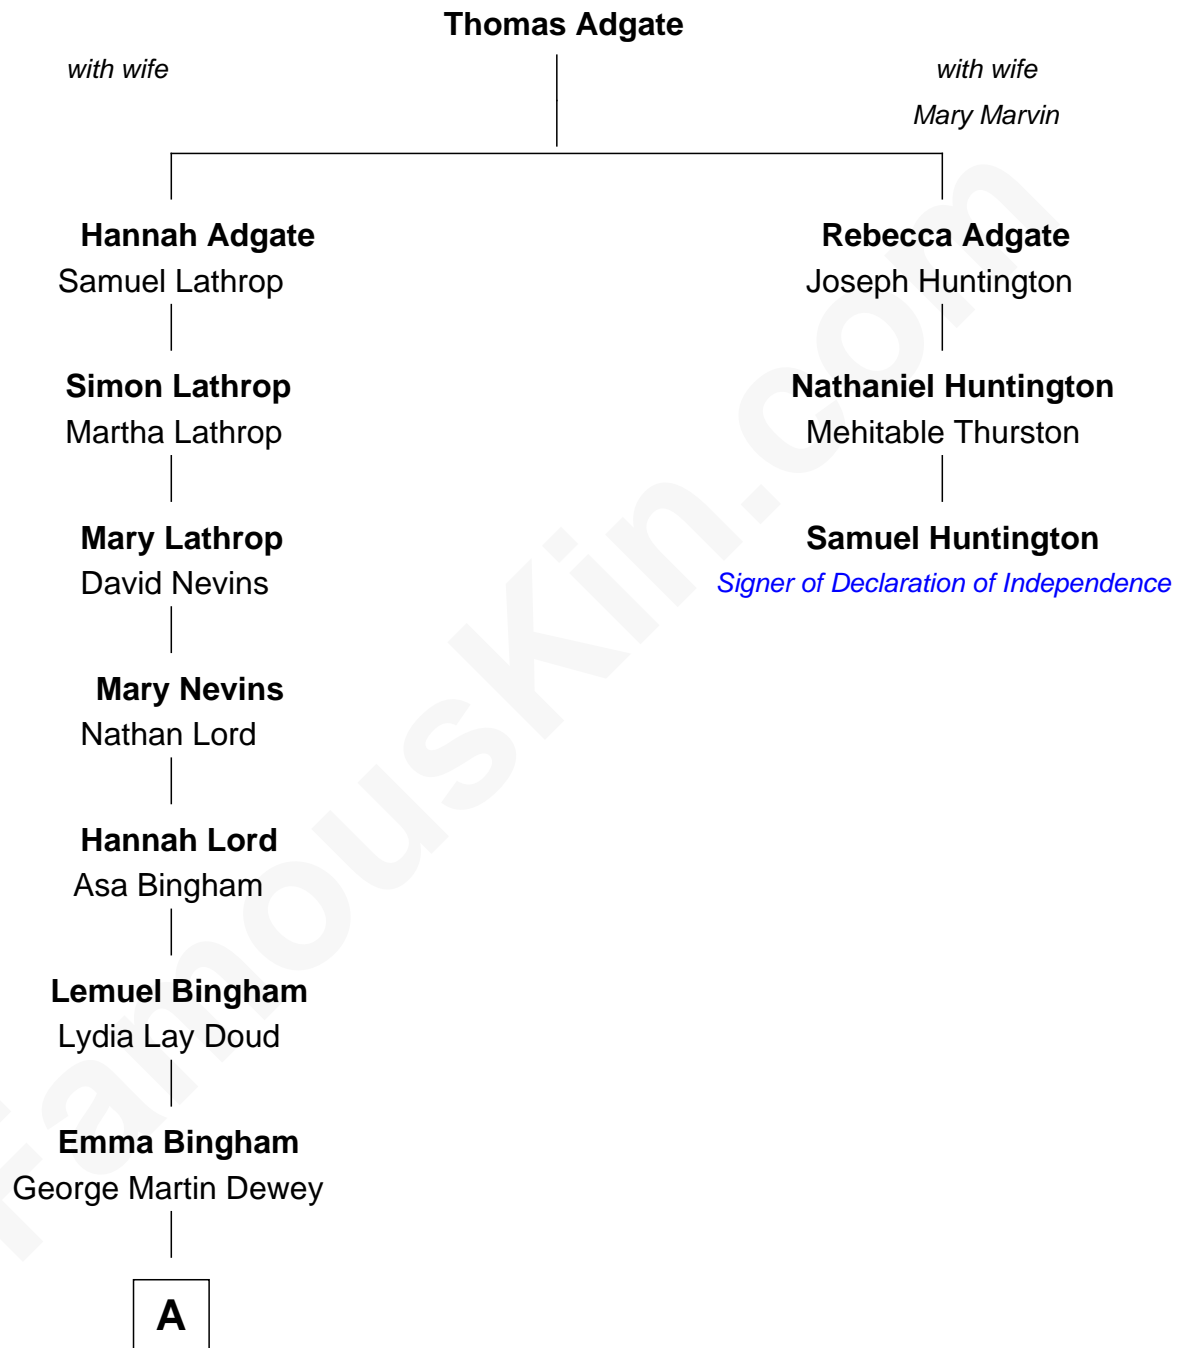 Thomas Adgate
with wife
with wife
Mary Marvin
Hannah Adgate
Samuel Lathrop
Rebecca Adgate
Joseph Huntington
Simon Lathrop
Martha Lathrop
Nathaniel Huntington
Mehitable Thurston
Mary Lathrop
David Nevins
Samuel Huntington
Signer of Declaration of Independence
Mary Nevins
Nathan Lord
Hannah Lord
Asa Bingham
Lemuel Bingham
Lydia Lay Doud
Emma Bingham
George Martin Dewey
A
FamousKin.com